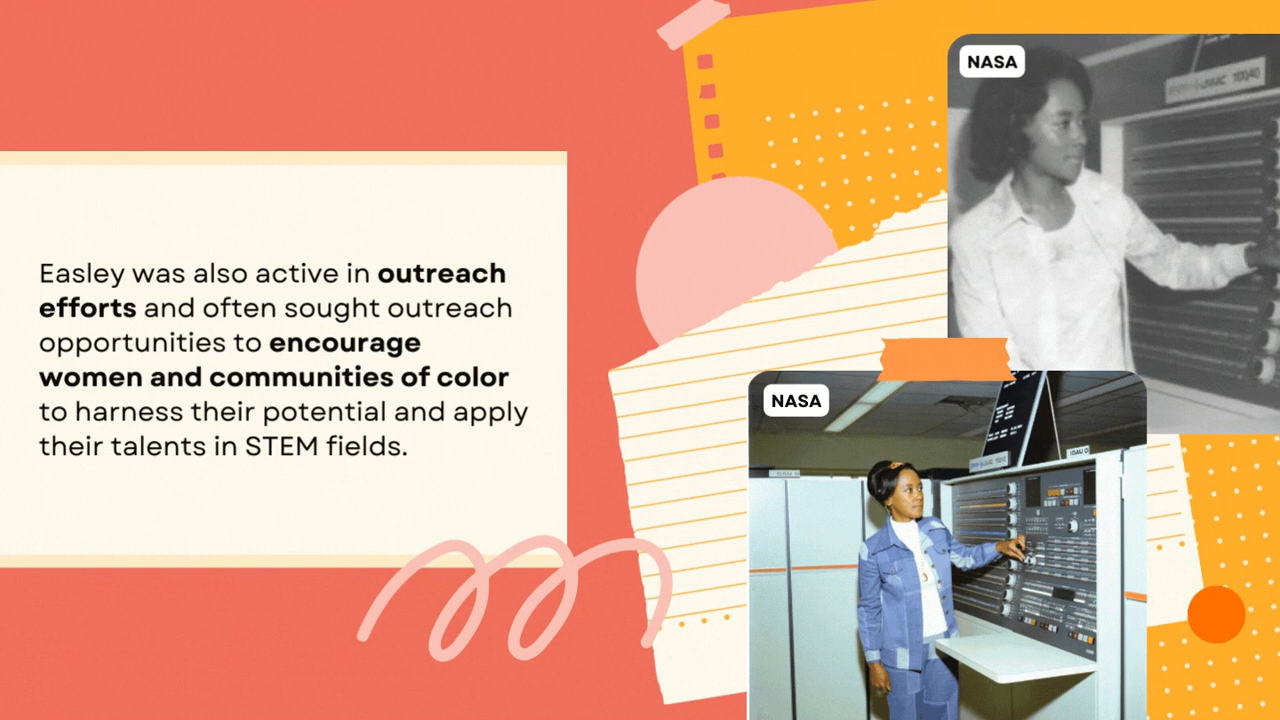 Easley was also active in outreach
efforts and often sought outreach
opportunities to encourage
women and communities of color
to harness their potential and apply
their talents in STEM fields.
NASA
NASA